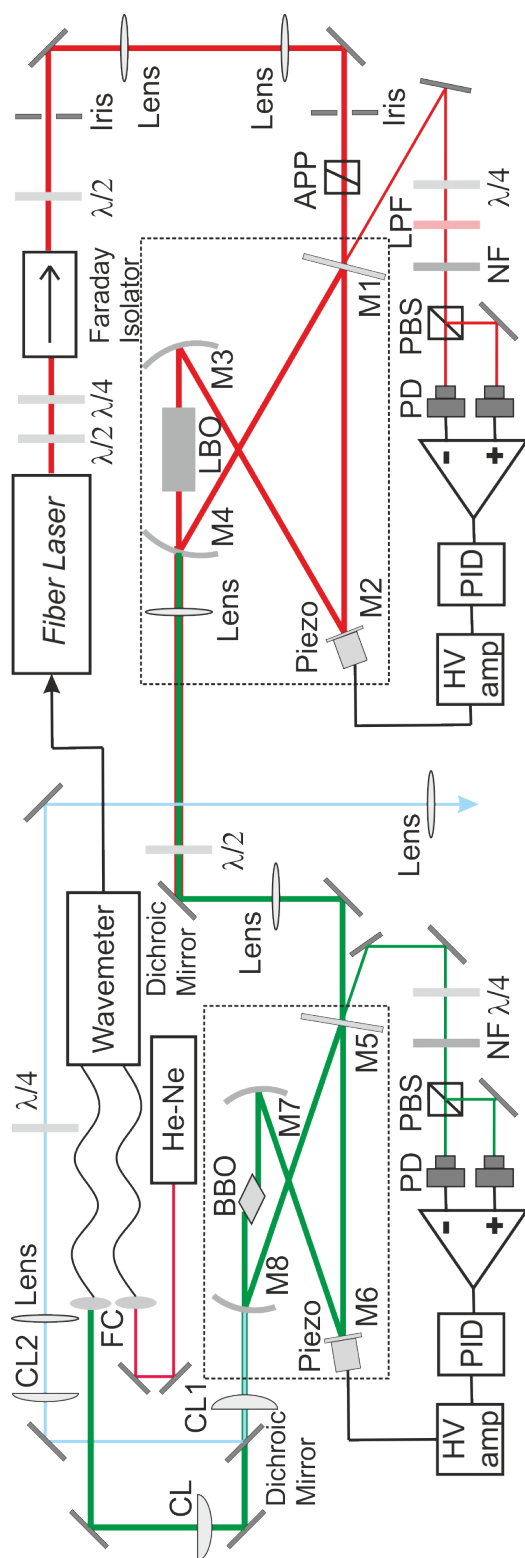 CL2
Lens
λ/4
Wavemeter
Fiber Laser
λ/2
λ/4
Faraday
Isolator
λ/2
Iris
Lens
FC
He-Ne
Dichroic
Mirror
λ/2
Lens
M4
LBO
M3
CL
CL1
Dichroic
Mirror
M8
BBO
M7
Lens
Lens
Piezo
M6
M5
Piezo
M2
M1
APP
Iris
HV
amp
PID
-
+
PD
PBS
NF
λ/4
Lens
HV
amp
PID
-
+
PD
PBS
NF
LPF
λ/4